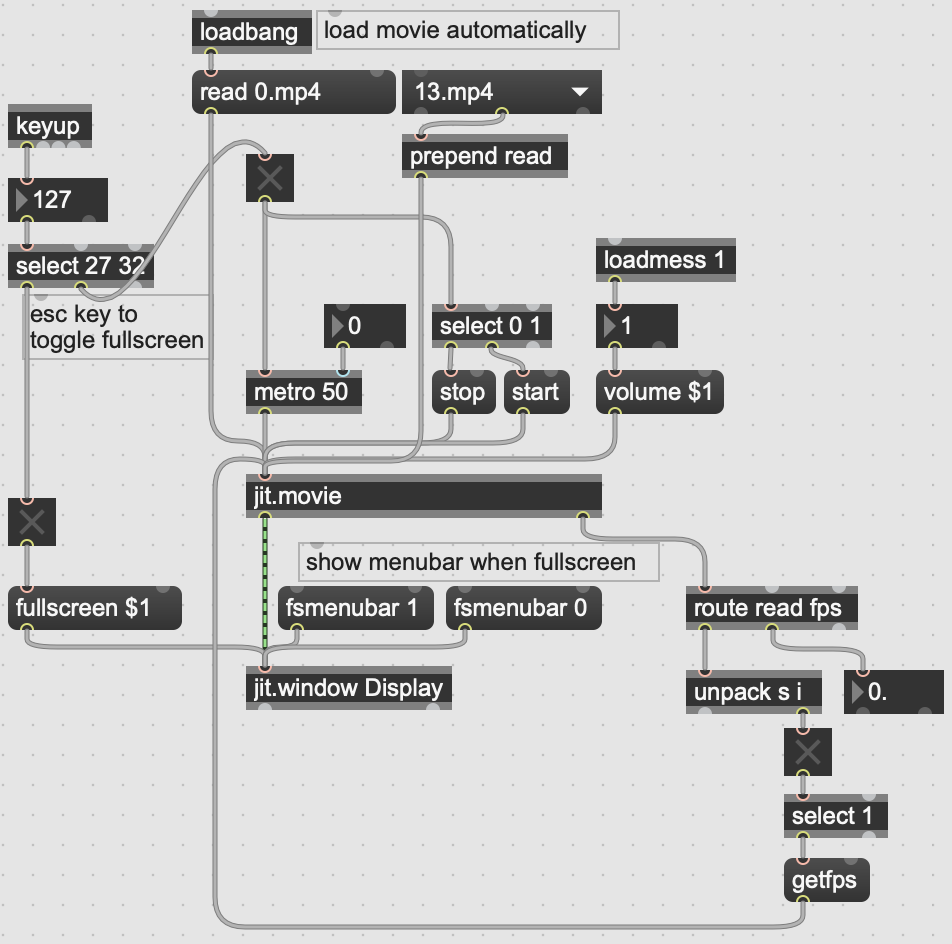 loadbang
load movie automatically
read 0.mp4
13.mp4
keyup
prepend read
127
select 27 32
loadmess 1
esc key to
toggle fullscreen
0
select 0 1
1
metro 50
stop
start
volume $1
jit.movie
show menubar when fullscreen
fullscreen $1
fsmenubar 1
fsmenubar 0
route read fps
jit.window Display
unpack s i
0.
select 1
getfps